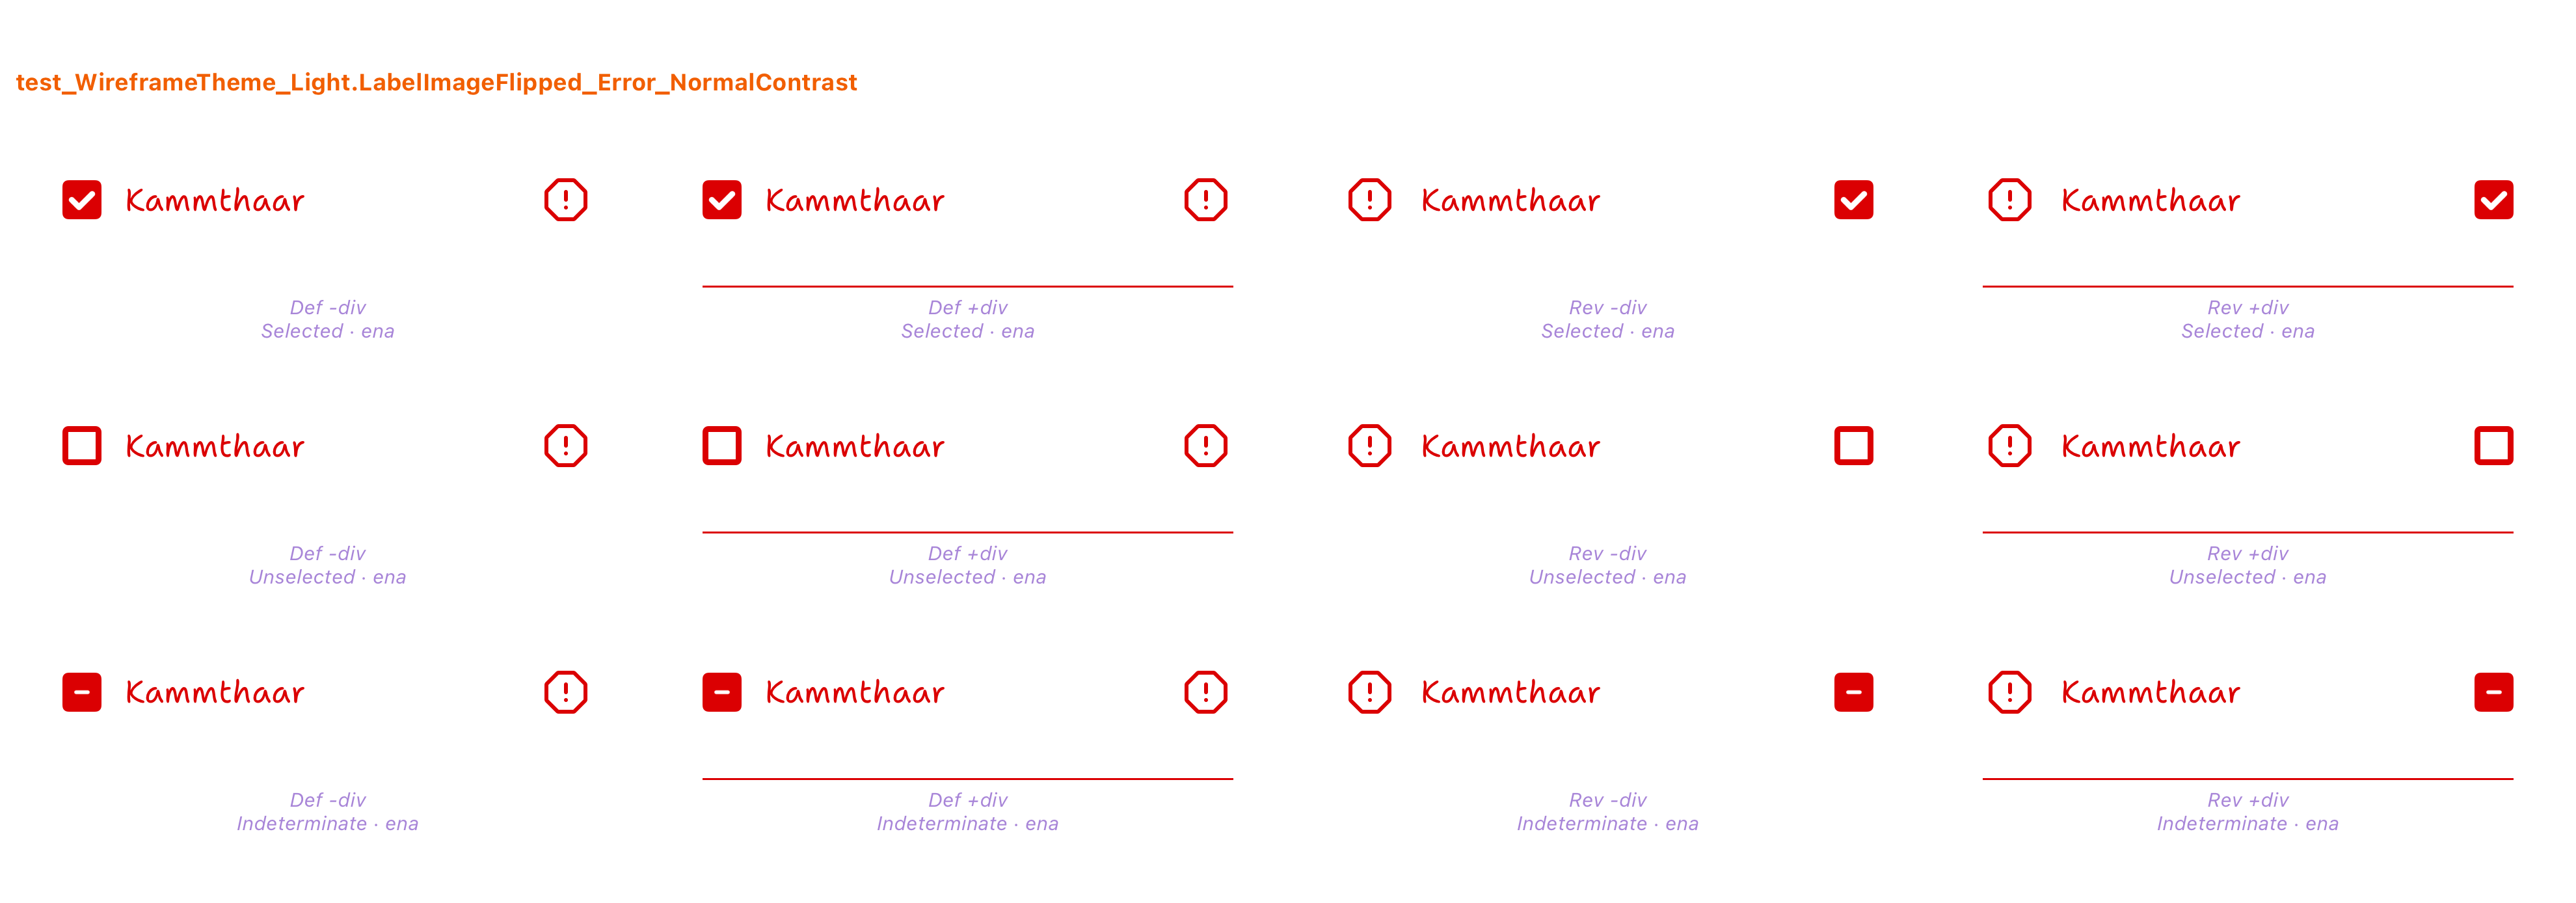 test_WireframeTheme_Light.LabelImageFlipped_Error_NormalContrast
Kammthaar Kammthaar Kammthaar Kammthaar
Def -div Def +div Rev -div Rev +div
Selected · ena Selected · ena Selected · ena Selected · ena
Kammthaar Kammthaar Kammthaar Kammthaar
Def -div Def +div Rev -div Rev +div
Unselected · ena Unselected · ena Unselected · ena Unselected · ena
Kammthaar Kammthaar Kammthaar Kammthaar
Def -div Def +div Rev -div Rev +div
Indeterminate · ena Indeterminate · ena Indeterminate · ena Indeterminate · ena